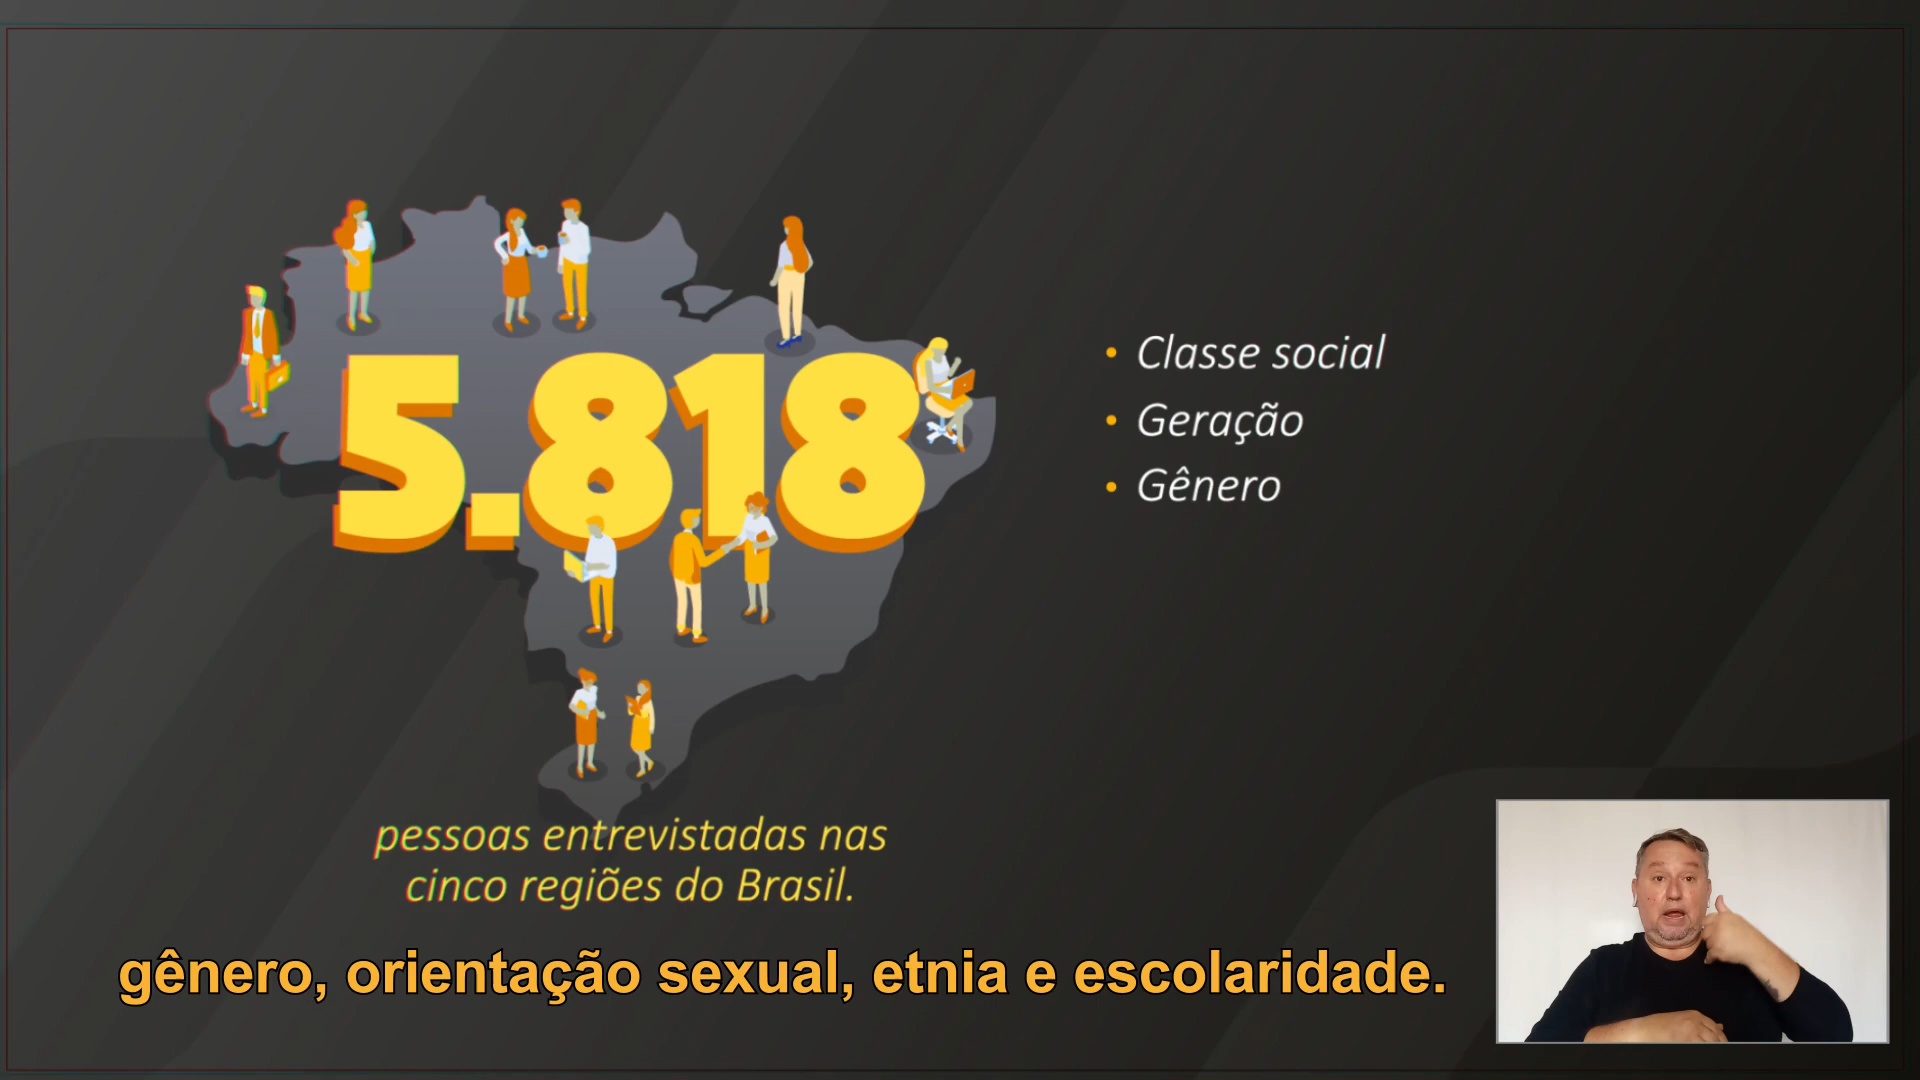 5.818
pessoas entrevistadas nas
cinco regiões do Brasil.
• Classe social
• Geração
• Gênero
gênero, orientação sexual, etnia e escolaridade.